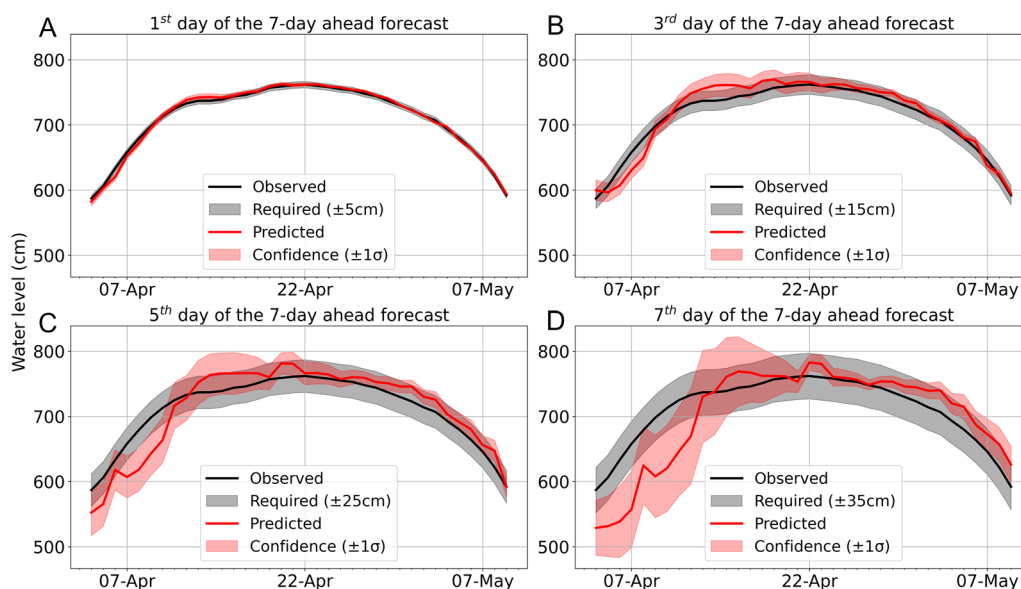 A
1st day of the 7-day ahead forecast
800
700
600
500
Observed
Required (±5cm)
Predicted
Confidence (±1σ)
07-Apr
22-Apr
07-May
B
3rd day of the 7-day ahead forecast
800
700
600
500
Observed
Required (±15cm)
Predicted
Confidence (±1σ)
07-Apr
22-Apr
07-May
Water level (cm)
C
5th day of the 7-day ahead forecast
800
700
600
500
Observed
Required (±25cm)
Predicted
Confidence (±1σ)
07-Apr
22-Apr
07-May
D
7th day of the 7-day ahead forecast
800
700
600
500
Observed
Required (±35cm)
Predicted
Confidence (±1σ)
07-Apr
22-Apr
07-May